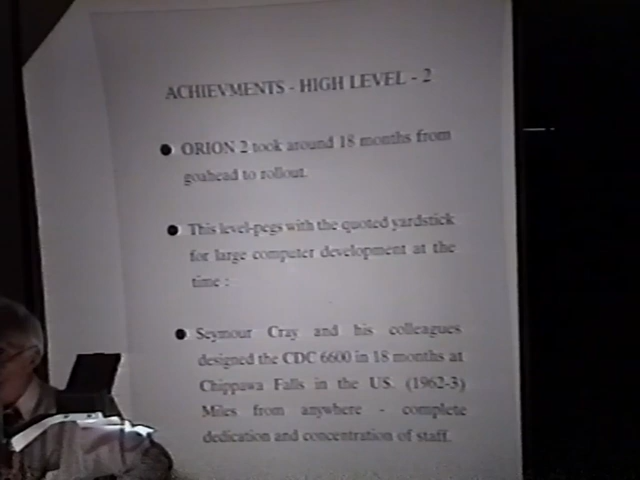 ACHIEVMENTS - HIGH LEVEL - 2
● ORION 2 took around 18 months from
goahead to rollout.
● This level-pegs with the quoted yardstick
for large computer development at the
time :
● Seymour Cray and his colleagues
designed the CDC 6600 in 18 months at
Chippawa Falls in the US. (1962-3)
Miles from anywhere - complete
dedication and concentration of staff.